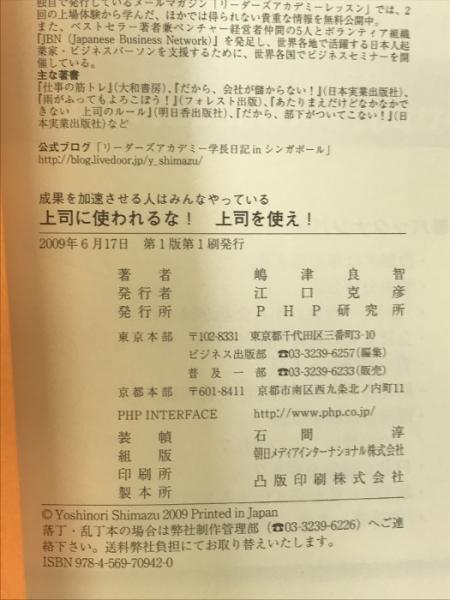 独自で発行しているメールマガジン「リーダーズアカデミーレッスン」では、2
回の上場体験から学んだ、ほかでは得られない貴重な情報を無料公開中。
また、ベストセラー著者兼ベンチャー経営者仲間の5人とボランティア組織
『JBN (Japanese Business Network)』を発足し、世界各地で活躍する日本人起
業家・ビジネスパーソンを支援するために、世界各国でビジネスセミナーを開
催している。
主な著書
『仕事の筋トレ』(大和書房)、『だから、会社が儲からない!』(日本実業出版社)、
『雨がふってもよろこぼう!』(フォレスト出版)、『あたりまえだけどなかなかで
きない 上司のルール』(明日香出版社)、『だから、部下がついてこない!』(日
本実業出版社)など
公式ブログ「リーダーズアカデミー学長日記 in シンガポール」
http://blog.livedoor.jp/y_shimazu/
成果を加速させる人はみんなやっている
上司に使われるな! 上司を使え!
2009年6月17日 第1版第1刷発行
著者 嶋津良智
発行者 江口克彦
発行所 PHP研究所
東京本部 〒102-8331 東京都千代田区三番町3-10
ビジネス出版部 ☎03-3239-6257(編集)
普及一部 ☎03-3239-6233(販売)
京都本部 〒601-8411 京都市南区西九条北ノ内町11
PHP INTERFACE http://www.php.co.jp/
装幀 石間淳
組版 朝日メディアインターナショナル株式会社
印刷所
製本所 凸版印刷株式会社
© Yoshinori Shimazu 2009 Printed in Japan
落丁・乱丁本の場合は弊社制作管理部(☎03-3239-6226)へご連
絡下さい。送料弊社負担にてお取り替えいたします。
ISBN 978-4-569-70942-0